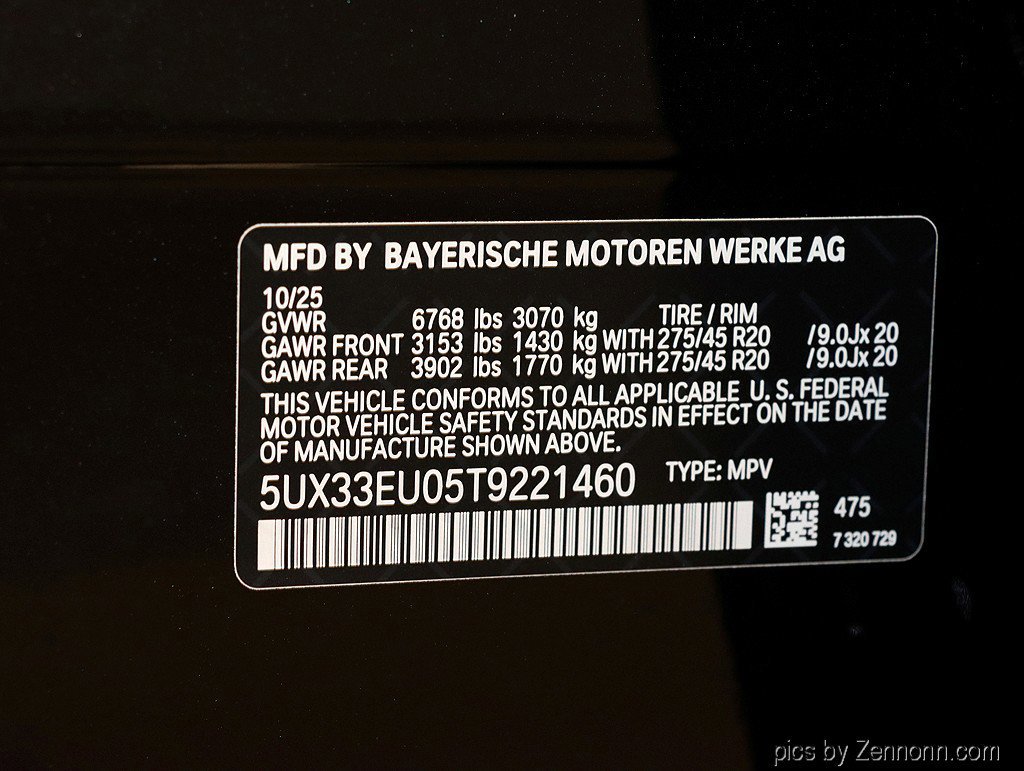 MFD BY BAYERISCHE MOTOREN WERKE AG
10/25
GVWR 6768 lbs 3070 kg TIRE / RIM
GAWR FRONT 3153 lbs 1430 kg WITH 275/45 R20 /9.0Jx 20
GAWR REAR 3902 lbs 1770 kg WITH 275/45 R20 /9.0Jx 20
THIS VEHICLE CONFORMS TO ALL APPLICABLE U. S. FEDERAL
MOTOR VEHICLE SAFETY STANDARDS IN EFFECT ON THE DATE
OF MANUFACTURE SHOWN ABOVE.
5UX33EU05T9221460 TYPE: MPV
475
7 320 729
pics by Zennonn.com